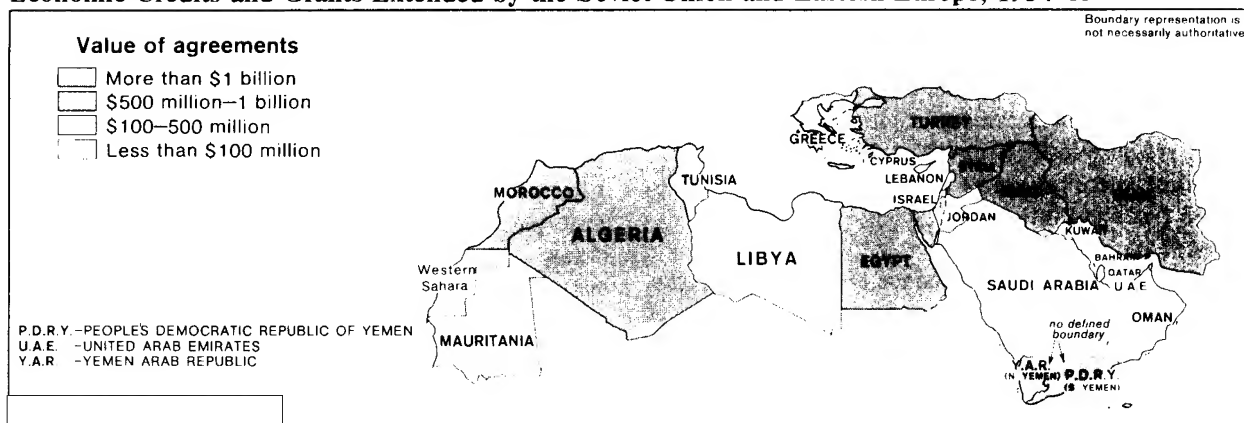 Boundary representation is
not necessarily authoritative
Value of agreements
More than $1 billion
$500 million–1 billion
$100–500 million
Less than $100 million
TURKEY
GREECE
CYPRUS
SYRIA
LEBANON
TUNISIA
MOROCCO
ISRAEL
JORDAN
ALGERIA
KUWAIT
LIBYA
EGYPT
BAHRAIN
QATAR
Western
Sahara
SAUDI ARABIA
U A E
OMAN
no defined
boundary
MAURITANIA
P.D.R.Y.–PEOPLE'S DEMOCRATIC REPUBLIC OF YEMEN
U.A.E. –UNITED ARAB EMIRATES
Y.A.R. –YEMEN ARAB REPUBLIC
Y.A.R.
(N YEMEN)
P.D.R.Y.
(S YEMEN)